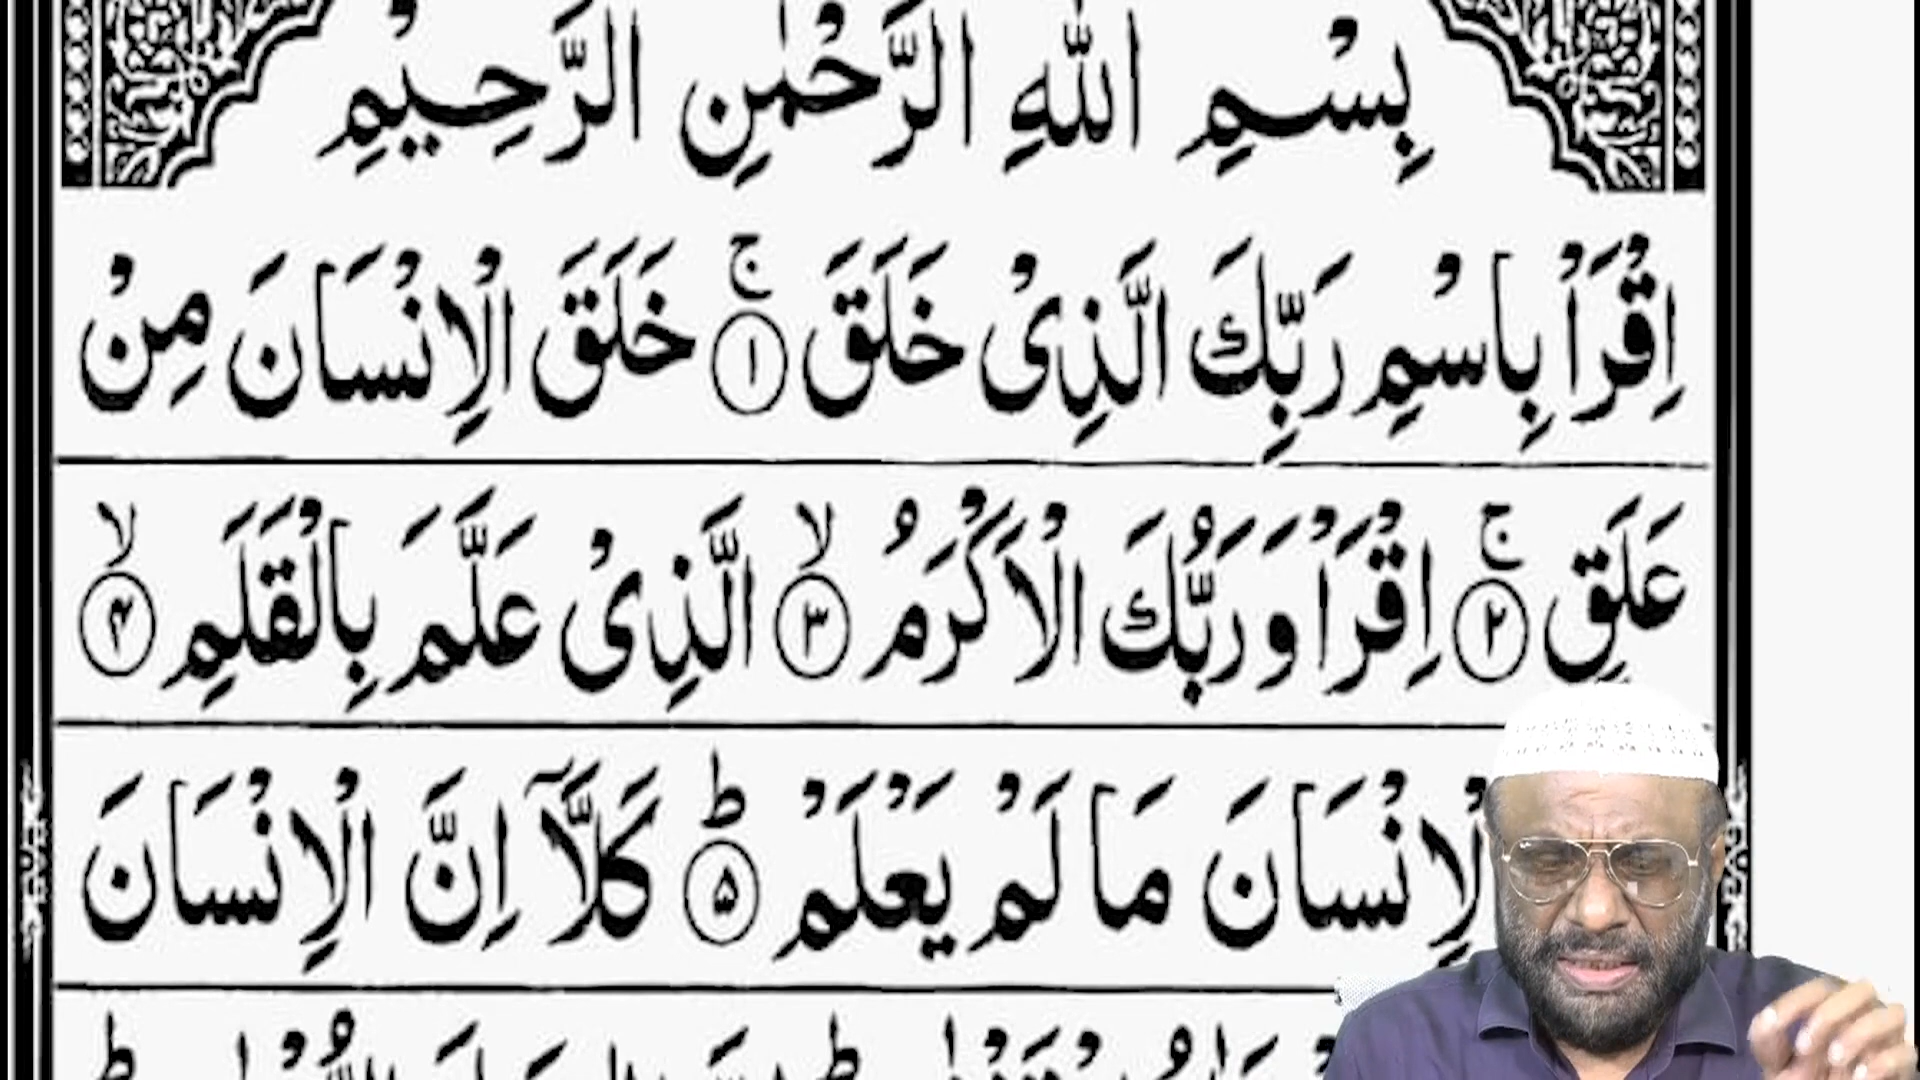 بِسْمِ اللّٰهِ الرَّحْمٰنِ الرَّحِيْمِ
اِقْرَاْ بِاسْمِ رَبِّكَ الَّذِىْ خَلَقَ ۚ ﴿۱﴾ خَلَقَ الْاِنْسَانَ مِنْ
عَلَقٍ ۚ ﴿۲﴾ اِقْرَاْ وَرَبُّكَ الْاَكْرَمُ ۙ ﴿۳﴾ الَّذِىْ عَلَّمَ بِالْقَلَمِ ۙ ﴿۴﴾
الْاِنْسَانَ مَا لَمْ يَعْلَمْ ؕ ﴿۵﴾ كَلَّاۤ اِنَّ الْاِنْسَانَ